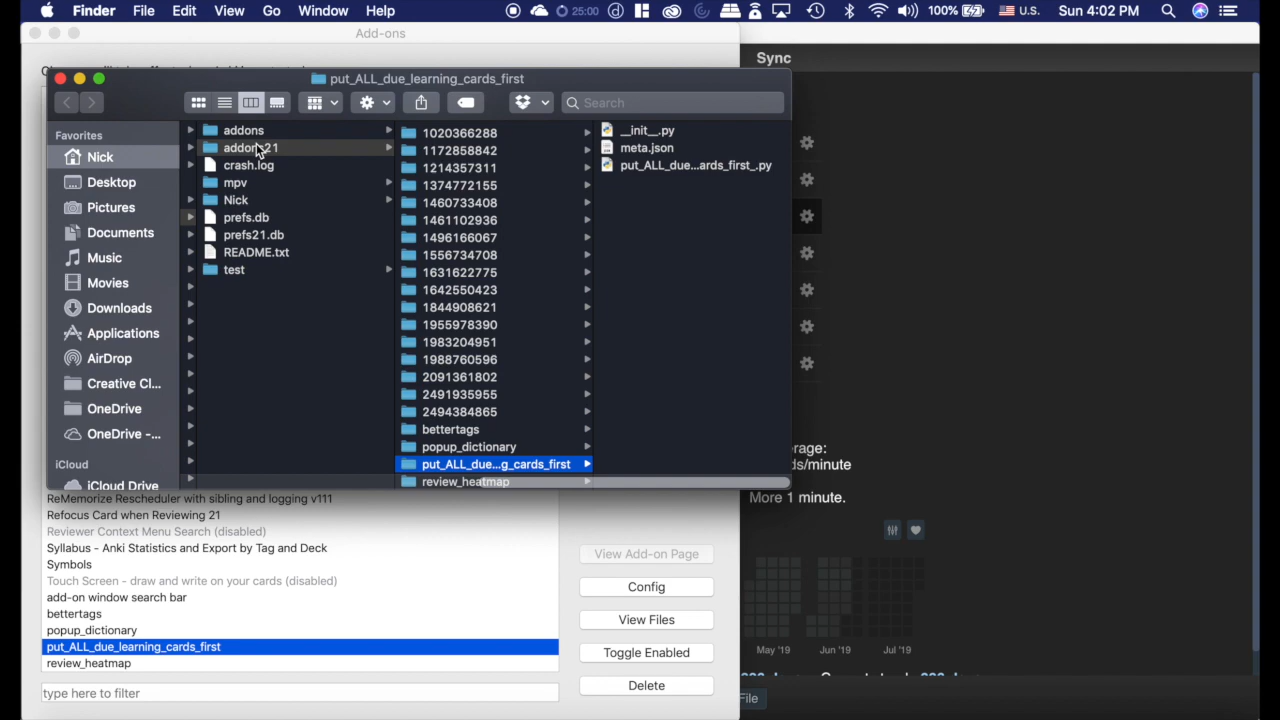 Finder File Edit View Go Window Help 25:00 100% U.S. Sun 4:02 PM
Add-ons
Sync
put_ALL_due_learning_cards_first
Search
Favorites
Nick
Desktop
Pictures
Documents
Music
Movies
Downloads
Applications
AirDrop
Creative Cl...
OneDrive
OneDrive -...
iCloud
iCloud Drive
addons
addons21
crash.log
mpv
Nick
prefs.db
prefs21.db
README.txt
test
1020366288
1172858842
1214357311
1374772155
1460733408
1461102936
1496166067
1556734708
1631622775
1642550423
1844908621
1955978390
1983204951
1988760596
2091361802
2491935955
2494384865
bettertags
popup_dictionary
put_ALL_due...g_cards_first
review_heatmap
__init__.py
meta.json
put_ALL_due...ards_first_.py
rage:
ds/minute
More 1 minute.
May '19 Jun '19 Jul '19
File
ReMemorize Rescheduler with sibling and logging v111
Refocus Card when Reviewing 21
Reviewer Context Menu Search (disabled)
Syllabus - Anki Statistics and Export by Tag and Deck
Symbols
Touch Screen - draw and write on your cards (disabled)
add-on window search bar
bettertags
popup_dictionary
put_ALL_due_learning_cards_first
review_heatmap
type here to filter
View Add-on Page
Config
View Files
Toggle Enabled
Delete